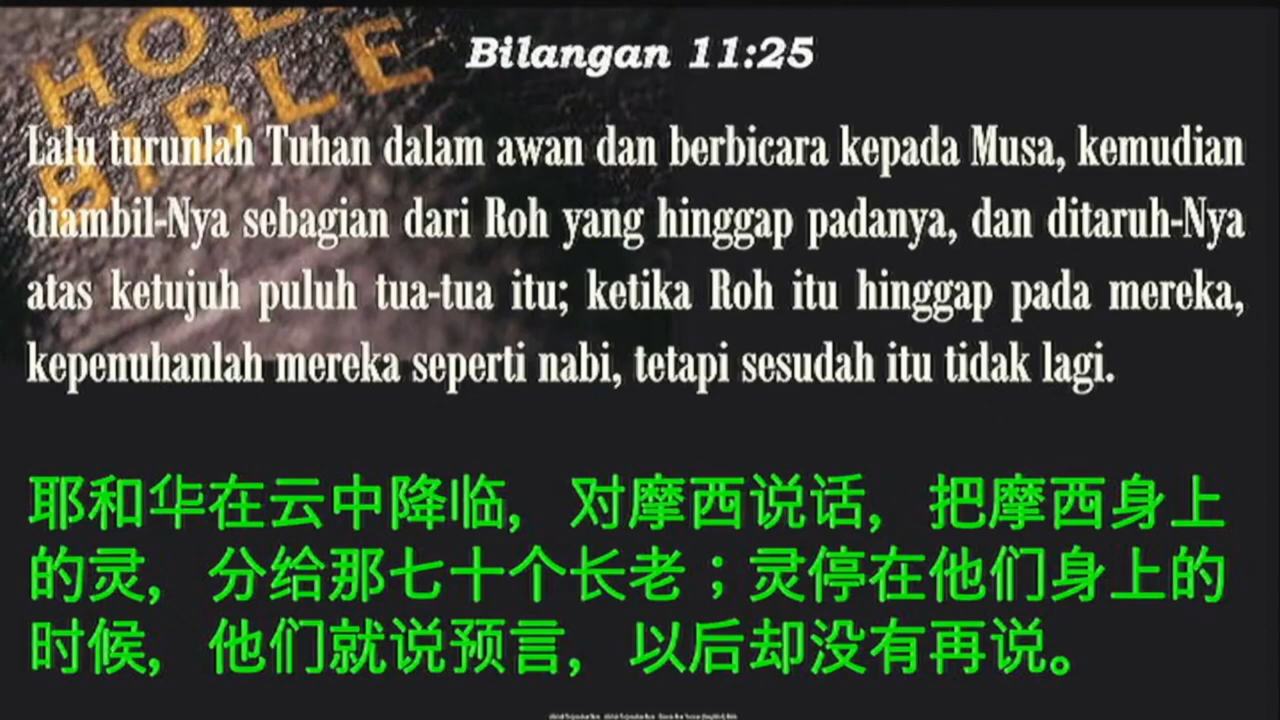 HOL
BIBLE
Bilangan 11:25
Lalu turunlah Tuhan dalam awan dan berbicara kepada Musa, kemudian
diambil-Nya sebagian dari Roh yang hinggap padanya, dan ditaruh-Nya
atas ketujuh puluh tua-tua itu; ketika Roh itu hinggap pada mereka,
kepenuhanlah mereka seperti nabi, tetapi sesudah itu tidak lagi.
耶和华在云中降临, 对摩西说话, 把摩西身上
的灵, 分给那七十个长老；灵停在他们身上的
时候, 他们就说预言, 以后却没有再说。